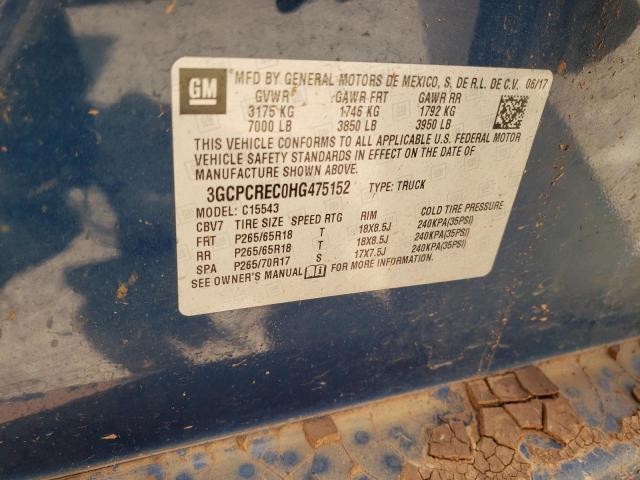 GM
MFD BY GENERAL MOTORS DE MEXICO, S. DE R.L. DE C.V. 06/17
GVWR GAWR FRT GAWR RR
3175 KG 1746 KG 1792 KG
7000 LB 3850 LB 3950 LB
THIS VEHICLE CONFORMS TO ALL APPLICABLE U.S. FEDERAL MOTOR
VEHICLE SAFETY STANDARDS IN EFFECT ON THE DATE OF
MANUFACTURE SHOWN ABOVE.
3GCPCREC0HG475152 TYPE: TRUCK
MODEL: C15543
CBV7 TIRE SIZE SPEED RTG RIM COLD TIRE PRESSURE
FRT P265/65R18 T 18X8.5J 240KPA(35PSI)
RR P265/65R18 T 18X8.5J 240KPA(35PSI)
SPA P265/70R17 S 17X7.5J 240KPA(35PSI)
SEE OWNER'S MANUAL FOR MORE INFORMATION.